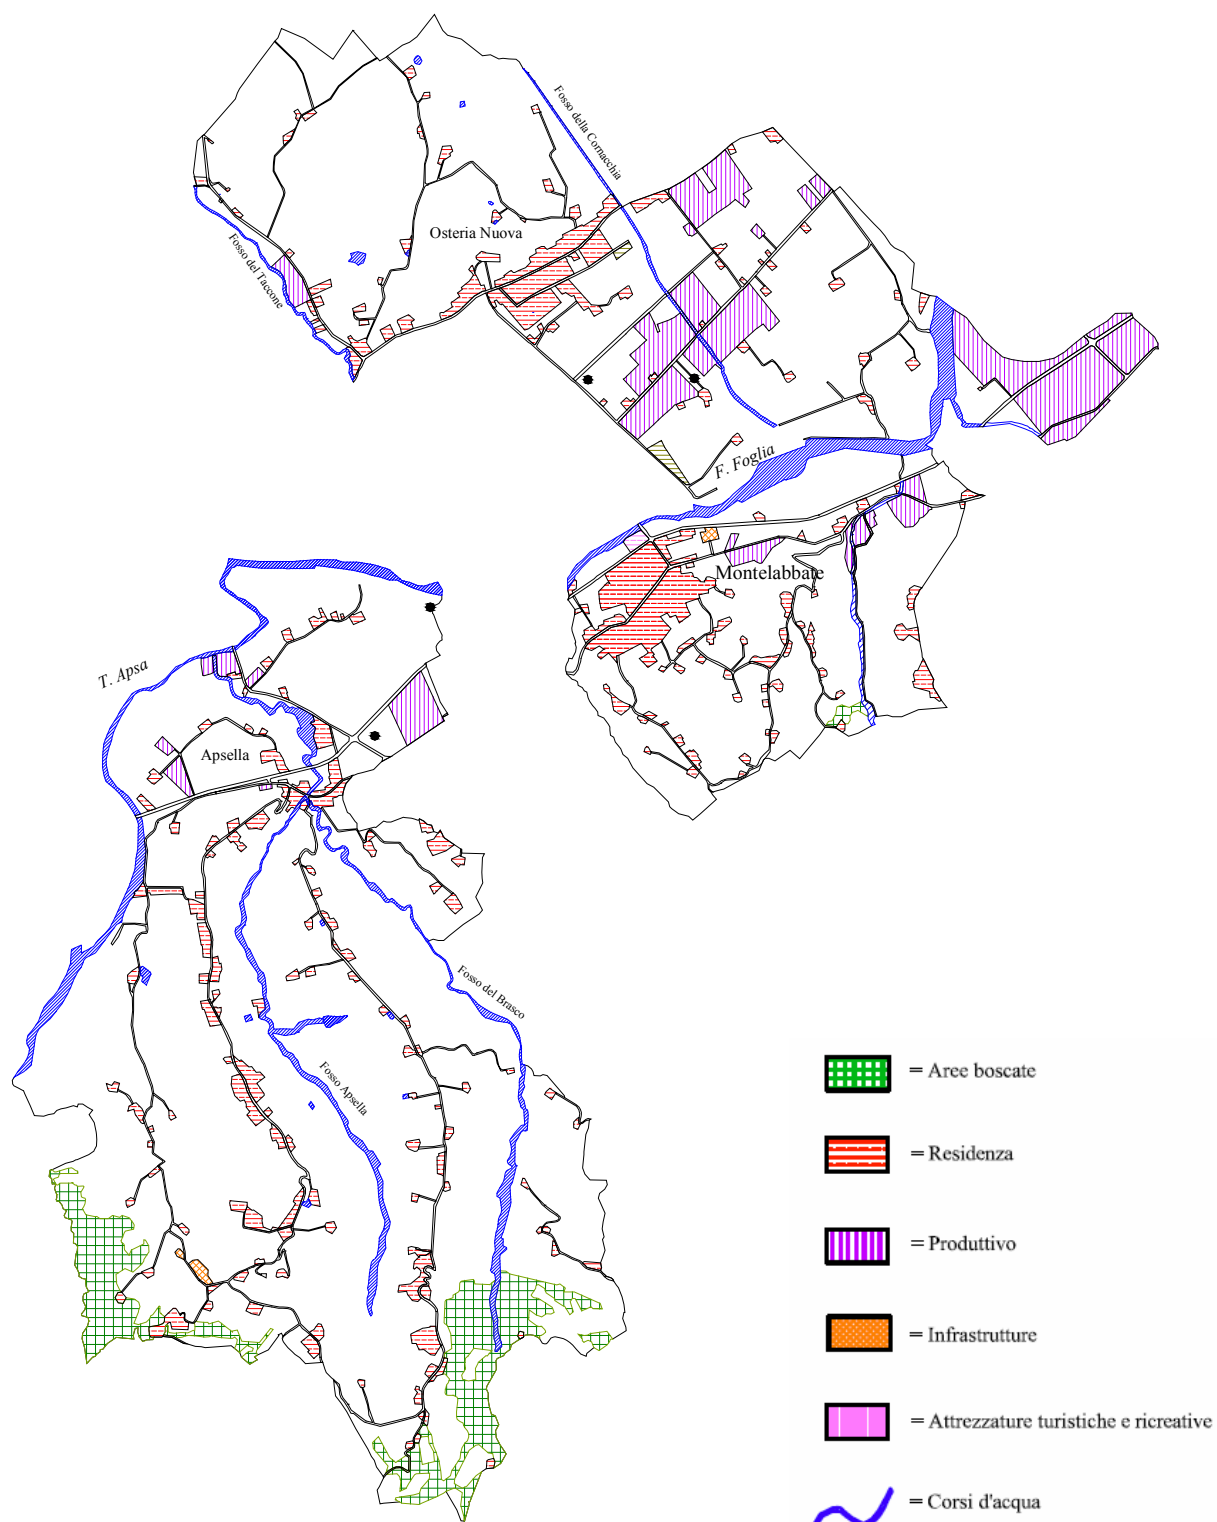 Fosso della Cornacchia
Osteria Nuova
Fosso del Taccone
F. Foglia
Montelabbate
T. Apsa
Apsella
Fosso del Brasco
Fosso Apsella
= Aree boscate
= Residenza
= Produttivo
= Infrastrutture
= Attrezzature turistiche e ricreative
= Corsi d'acqua